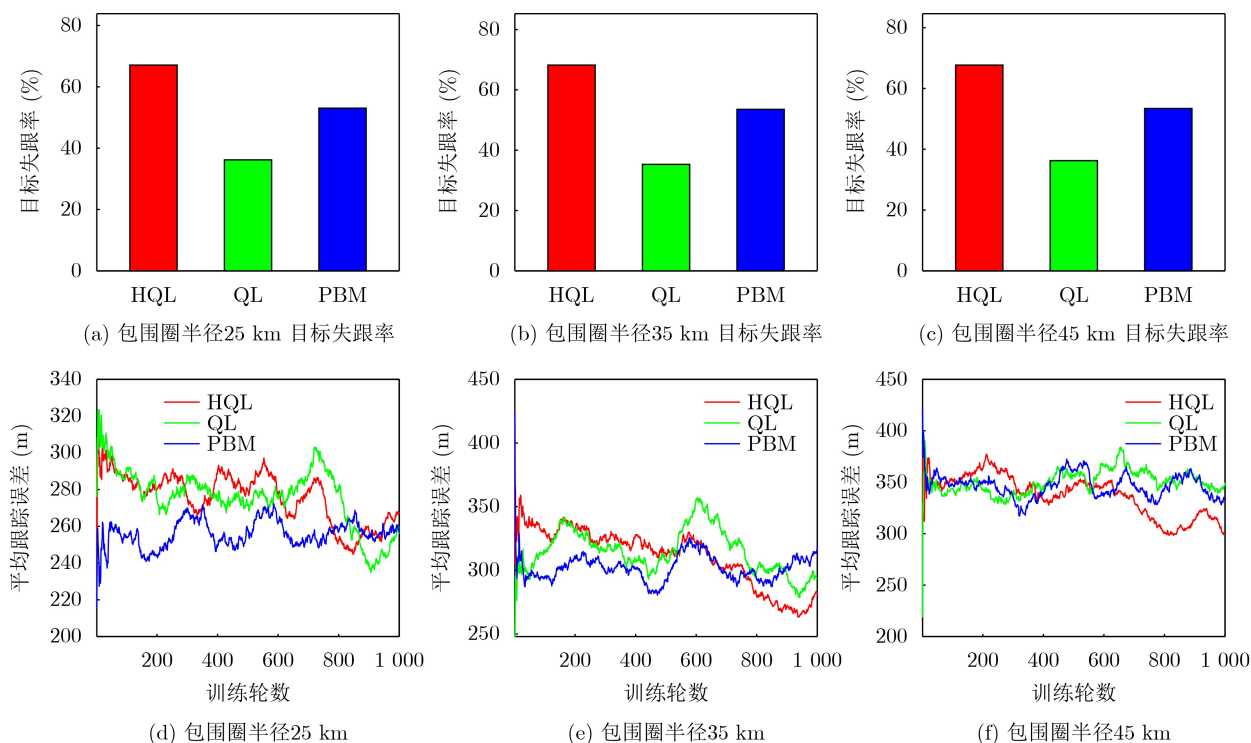 80
60
40
20
0
目标失跟率 (%)
HQL QL PBM
(a) 包围圈半径25 km 目标失跟率
80
60
40
20
0
目标失跟率 (%)
HQL QL PBM
(b) 包围圈半径35 km 目标失跟率
80
60
40
20
0
目标失跟率 (%)
HQL QL PBM
(c) 包围圈半径45 km 目标失跟率
340
320
300
280
260
240
220
200
平均跟踪误差 (m)
HQL
QL
PBM
200 400 600 800 1 000
训练轮数
(d) 包围圈半径25 km
450
400
350
300
250
平均跟踪误差 (m)
HQL
QL
PBM
200 400 600 800 1 000
训练轮数
(e) 包围圈半径35 km
450
400
350
300
250
200
平均跟踪误差 (m)
HQL
QL
PBM
200 400 600 800 1 000
训练轮数
(f) 包围圈半径45 km